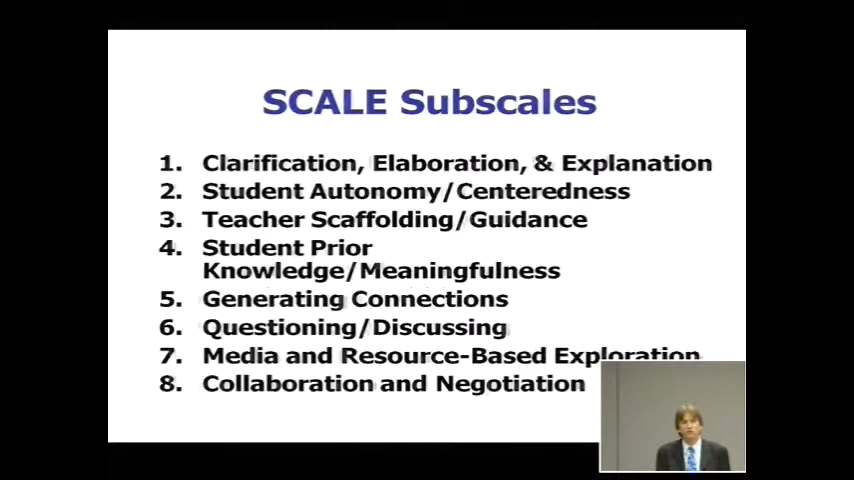 SCALE Subscales
1. Clarification, Elaboration, & Explanation
2. Student Autonomy/Centeredness
3. Teacher Scaffolding/Guidance
4. Student Prior
Knowledge/Meaningfulness
5. Generating Connections
6. Questioning/Discussing
7. Media and Resource-Based Exploration
8. Collaboration and Negotiation